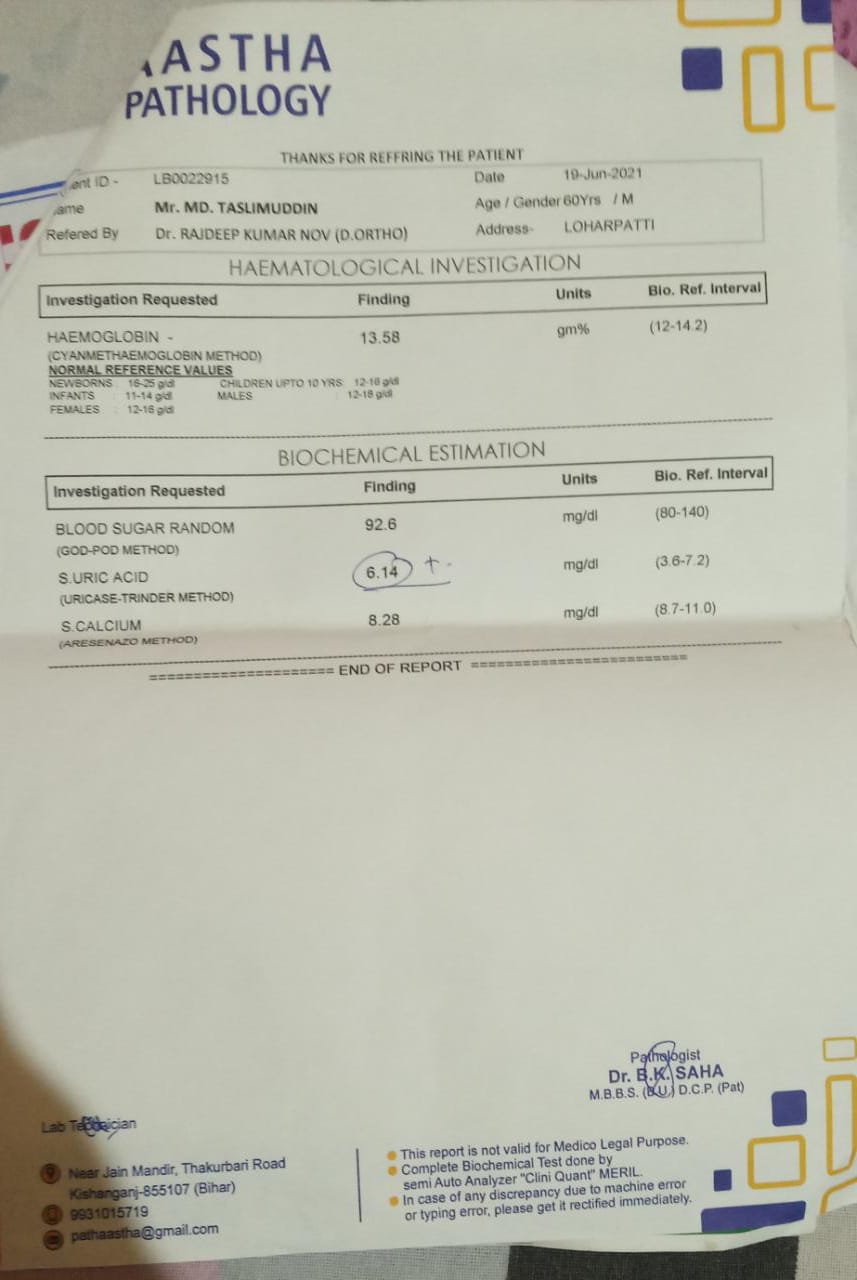 AASTHA
PATHOLOGY
THANKS FOR REFFRING THE PATIENT
ent ID - LB0022915 Date 19-Jun-2021
ame Mr. MD. TASLIMUDDIN Age / Gender 60Yrs / M
Refered By Dr. RAJDEEP KUMAR NOV (D.ORTHO) Address- LOHARPATTI
HAEMATOLOGICAL INVESTIGATION
Investigation Requested Finding Units Bio. Ref. Interval
HAEMOGLOBIN - 13.58 gm% (12-14.2)
(CYANMETHAEMOGLOBIN METHOD)
NORMAL REFERENCE VALUES
NEWBORNS : 16-25 g/dl CHILDREN UPTO 10 YRS: 12-16 g/dl
INFANTS : 11-14 g/dl MALES : 12-18 g/dl
FEMALES : 12-16 g/dl
BIOCHEMICAL ESTIMATION
Investigation Requested Finding Units Bio. Ref. Interval
BLOOD SUGAR RANDOM 92.6 mg/dl (80-140)
(GOD-POD METHOD)
S.URIC ACID 6.14 + mg/dl (3.6-7.2)
(URICASE-TRINDER METHOD)
S.CALCIUM 8.28 mg/dl (8.7-11.0)
(ARESENAZO METHOD)
===================== END OF REPORT =========================
Pathologist
Dr. B.K. SAHA
M.B.B.S. (B.U.) D.C.P. (Pat)
Lab Technician
Near Jain Mandir, Thakurbari Road
Kishanganj-855107 (Bihar)
9931015719
pathaastha@gmail.com
This report is not valid for Medico Legal Purpose.
Complete Biochemical Test done by
semi Auto Analyzer "Clini Quant" MERIL.
In case of any discrepancy due to machine error
or typing error, please get it rectified immediately.